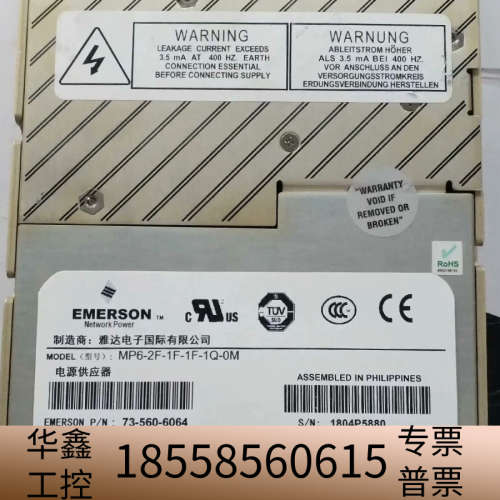 WARNING
LEAKAGE CURRENT EXCEEDS
3.5 mA AT 400 HZ. EARTH
CONNECTION ESSENTIAL
BEFORE CONNECTING SUPPLY
WARNUNG
ABLEITSTROM HÖHER
ALS 3.5 mA BEI 400 HZ.
VOR ANSCHLUSS AN DEN
VERSORGUNGSSTROMKREIS
ERDUNGSVERBINDUNG HERSTELLEN
"WARRANTY
VOID IF
REMOVED OR
BROKEN"
RoHS
EMERSON TM
Network Power
c UL us
TÜV
CCC
CE
制造商: 雅达电子国际有限公司
MODEL (型号): MP6-2F-1F-1F-1Q-0M
电源供应器
ASSEMBLED IN PHILIPPINES
EMERSON P/N : 73-560-6064
S/N: 1804P5880
华鑫
工控
18558560615
专票
普票